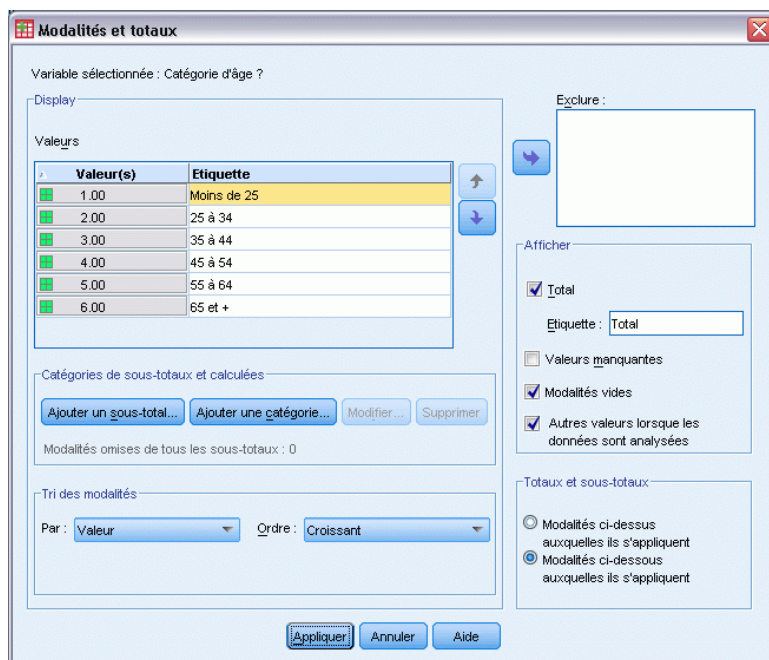 Modalités et totaux
Variable sélectionnée : Catégorie d'âge ?
Display
Valeurs
Valeur(s) Etiquette
1.00 Moins de 25
2.00 25 à 34
3.00 35 à 44
4.00 45 à 54
5.00 55 à 64
6.00 65 et +
Catégories de sous-totaux et calculées
Ajouter un sous-total... Ajouter une catégorie... Modifier... Supprimer
Modalités omises de tous les sous-totaux : 0
Tri des modalités
Par : Valeur Ordre : Croissant
Exclure :
Afficher
Total
Etiquette : Total
Valeurs manquantes
Modalités vides
Autres valeurs lorsque les
données sont analysées
Totaux et sous-totaux
Modalités ci-dessus
auxquelles ils s'appliquent
Modalités ci-dessous
auxquelles ils s'appliquent
Appliquer Annuler Aide